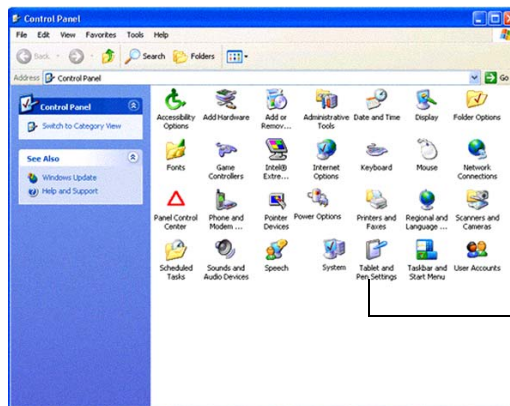 Control Panel
File Edit View Favorites Tools Help
Back Search Folders
Address Control Panel Go
Control Panel
Switch to Category View
See Also
Windows Update
Help and Support
Accessibility Options
Add Hardware
Add or Remov...
Administrative Tools
Date and Time
Display
Folder Options
Fonts
Game Controllers
Intel® Extre...
Internet Options
Keyboard
Mouse
Network Connections
Panel Control Center
Phone and Modem ...
Pointer Devices
Power Options
Printers and Faxes
Regional and Language ...
Scanners and Cameras
Scheduled Tasks
Sounds and Audio Devices
Speech
System
Tablet and Pen Settings
Taskbar and Start Menu
User Accounts